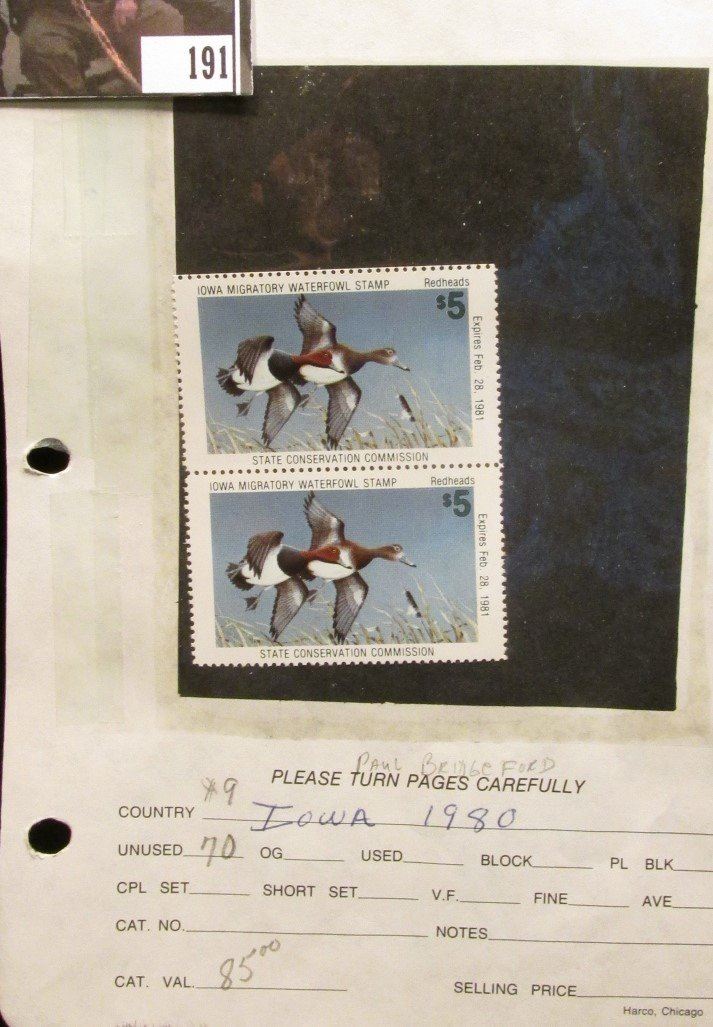 191
IOWA MIGRATORY WATERFOWL STAMP Redheads
$5
Expires Feb. 28, 1981
STATE CONSERVATION COMMISSION
IOWA MIGRATORY WATERFOWL STAMP Redheads
$5
Expires Feb. 28, 1981
STATE CONSERVATION COMMISSION
PAUL BRIDGEFORD
PLEASE TURN PAGES CAREFULLY
#9
COUNTRY IOWA 1980
UNUSED 70 OG USED BLOCK PL BLK
CPL SET SHORT SET V.F. FINE AVE
CAT. NO. NOTES
CAT. VAL. 85.00 SELLING PRICE
Harco, Chicago